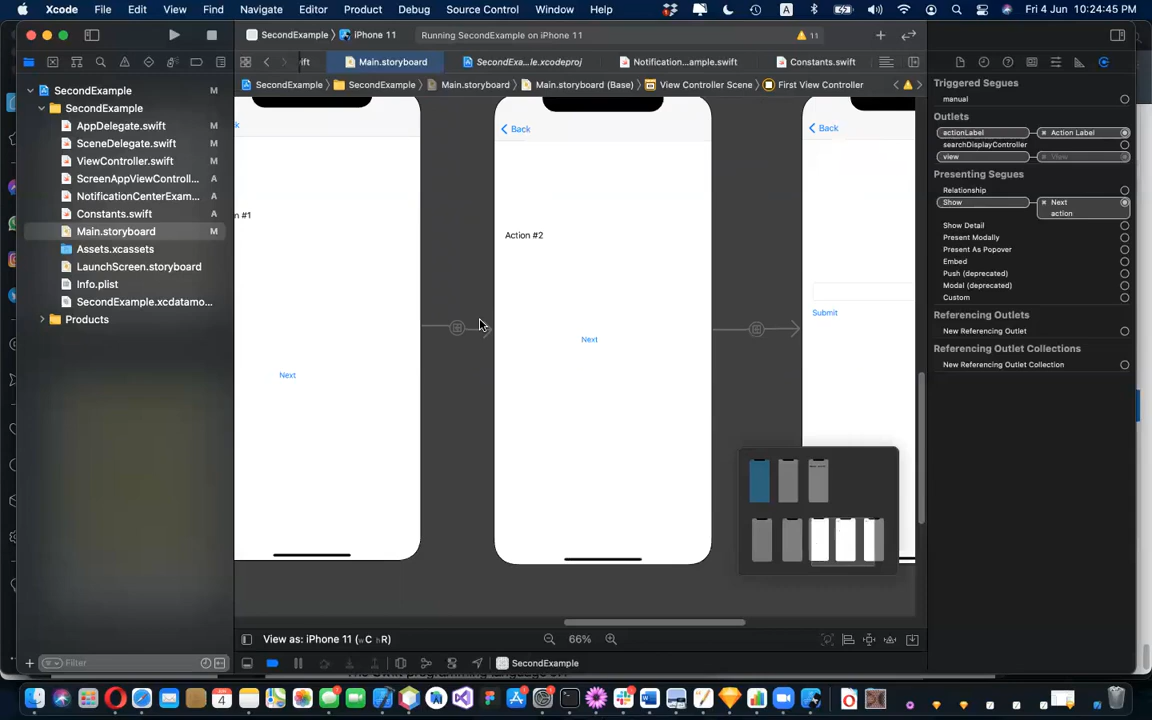 Xcode File Edit View Find Navigate Editor Product Debug Source Control Window Help Fri 4 Jun 10:24:45 PM
SecondExample iPhone 11 Running SecondExample on iPhone 11 11
ift Main.storyboard SecondExa...le.xcodeproj Notification...ample.swift Constants.swift
SecondExample SecondExample Main.storyboard Main.storyboard (Base) View Controller Scene First View Controller
SecondExample
SecondExample
AppDelegate.swift M
SceneDelegate.swift M
ViewController.swift M
ScreenAppViewControll... A
NotificationCenterExam... A
Constants.swift A
Main.storyboard M
Assets.xcassets
LaunchScreen.storyboard
Info.plist
SecondExample.xcdatamo...
Products
k
n #1
Next
Back
Action #2
Next
Back
Submit
Triggered Segues
manual
Outlets
actionLabel Action Label
searchDisplayController
view View
Presenting Segues
Relationship
Show Next
action
Show Detail
Present Modally
Present As Popover
Embed
Push (deprecated)
Modal (deprecated)
Custom
Referencing Outlets
New Referencing Outlet
Referencing Outlet Collections
New Referencing Outlet Collection
View as: iPhone 11 (wC hR) 66%
Filter SecondExample